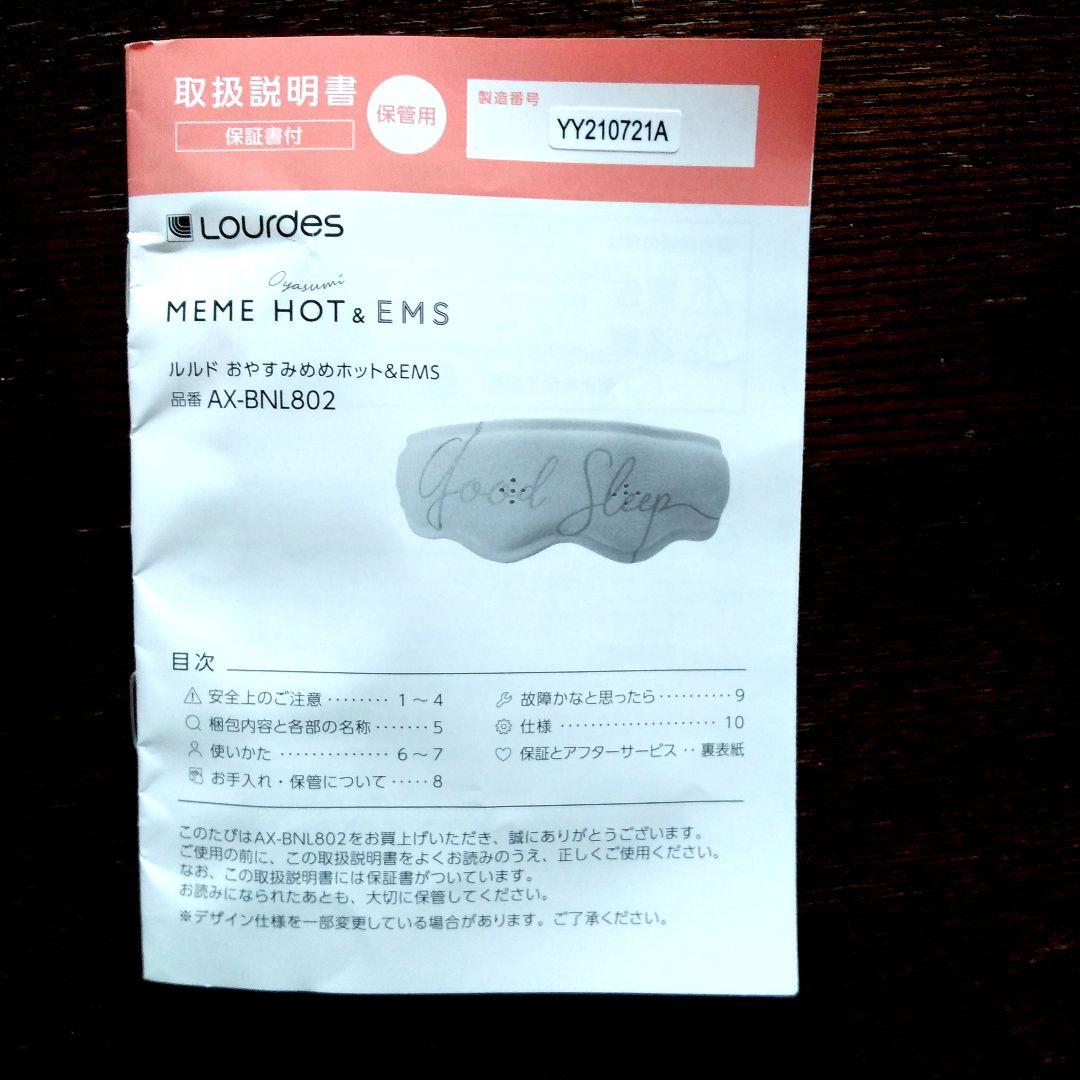 取扱説明書
保証書付
保管用
製造番号
YY210721A
Lourdes
Oyasumi
MEME HOT & EMS
ルルド おやすみめめホット&EMS
品番 AX-BNL802
Good Sleep
目次
安全上のご注意 ········ 1～4
梱包内容と各部の名称 ······· 5
使いかた ·············· 6～7
お手入れ・保管について ····· 8
故障かなと思ったら ·········· 9
仕様 ····················· 10
保証とアフターサービス ·· 裏表紙
このたびはAX-BNL802をお買上げいただき、誠にありがとうございます。
ご使用の前に、この取扱説明書をよくお読みのうえ、正しくご使用ください。
なお、この取扱説明書には保証書がついています。
お読みになられたあとも、大切に保管してください。
※デザイン仕様を一部変更している場合があります。ご了承ください。